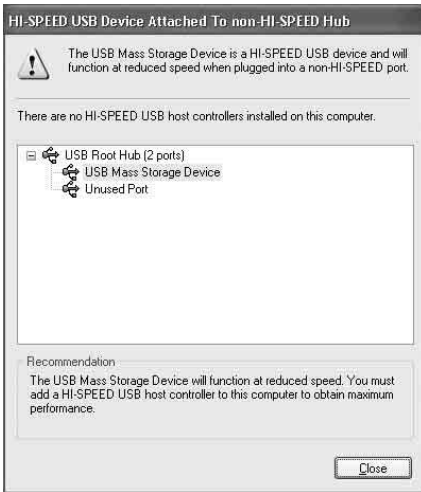 HI-SPEED USB Device Attached To non-HI-SPEED Hub
The USB Mass Storage Device is a HI-SPEED USB device and will
function at reduced speed when plugged into a non-HI-SPEED port.
There are no HI-SPEED USB host controllers installed on this computer.
USB Root Hub (2 ports)
USB Mass Storage Device
Unused Port
Recommendation
The USB Mass Storage Device will function at reduced speed. You must
add a HI-SPEED USB host controller to this computer to obtain maximum
performance.
Close